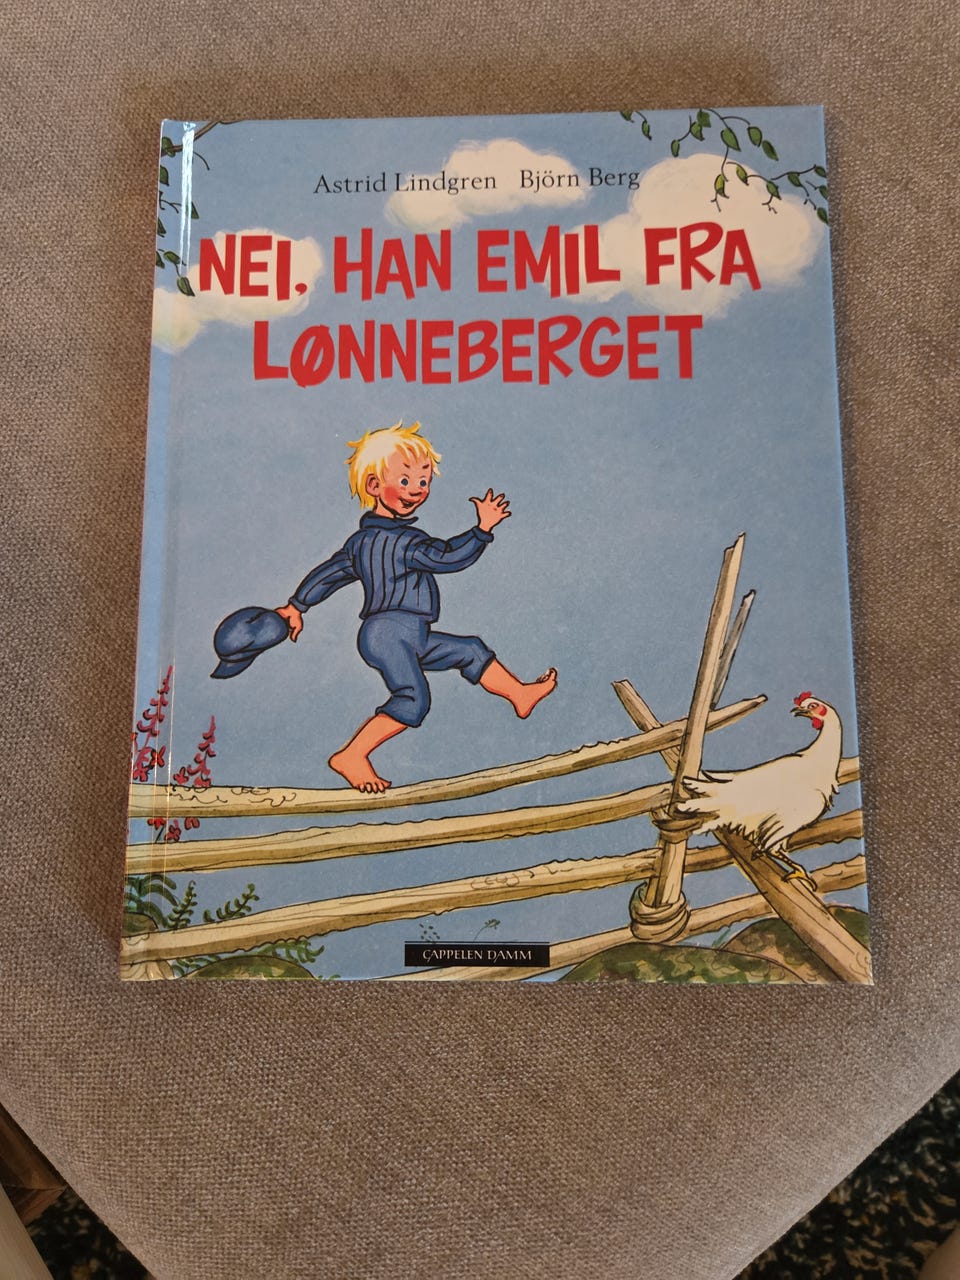 Astrid Lindgren Björn Berg
NEI, HAN EMIL FRA
LØNNEBERGET
CAPPELEN DAMM